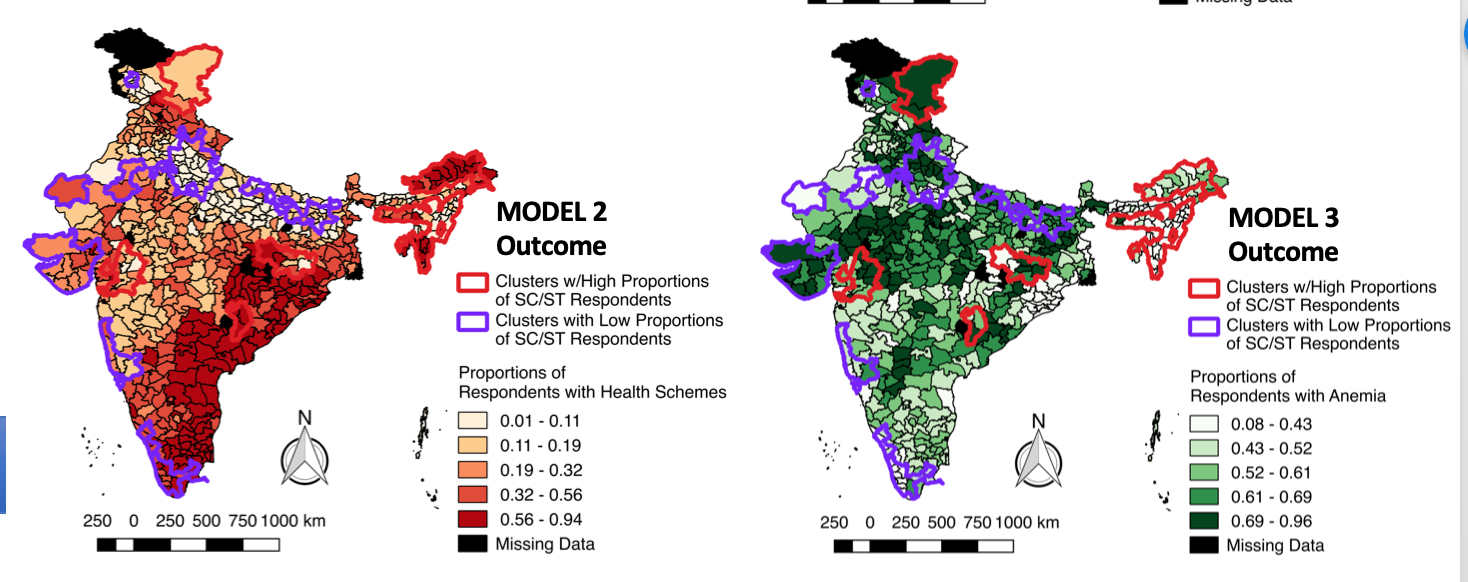 Missing Data
MODEL 2
Outcome
Clusters w/High Proportions
of SC/ST Respondents
Clusters with Low Proportions
of SC/ST Respondents
Proportions of
Respondents with Health Schemes
0.01 - 0.11
0.11 - 0.19
0.19 - 0.32
0.32 - 0.56
0.56 - 0.94
Missing Data
N
250 0 250 500 750 1000 km
MODEL 3
Outcome
Clusters w/High Proportions
of SC/ST Respondents
Clusters with Low Proportions
of SC/ST Respondents
Proportions of
Respondents with Anemia
0.08 - 0.43
0.43 - 0.52
0.52 - 0.61
0.61 - 0.69
0.69 - 0.96
Missing Data
N
250 0 250 500 750 1000 km